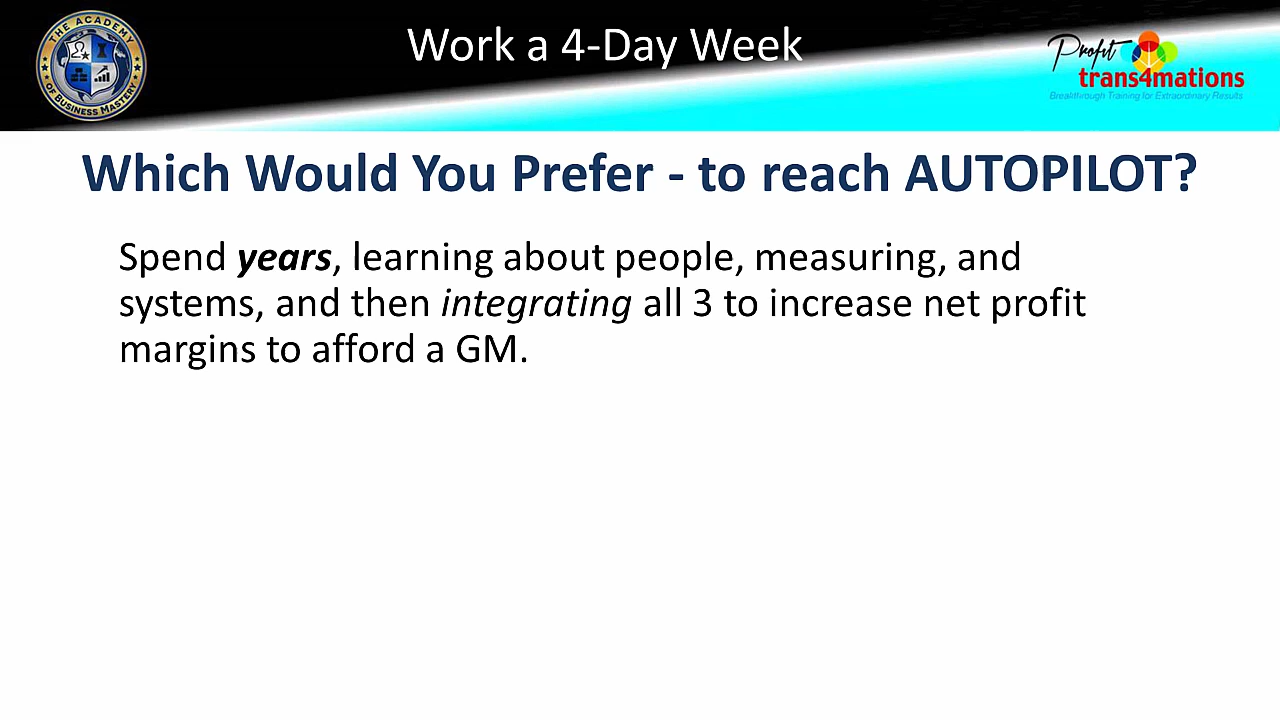 THE ACADEMY
OF BUSINESS MASTERY
Work a 4-Day Week
Profit
trans4mations
Breakthrough Training for Extraordinary Results
Which Would You Prefer - to reach AUTOPILOT?
Spend years, learning about people, measuring, and
systems, and then integrating all 3 to increase net profit
margins to afford a GM.